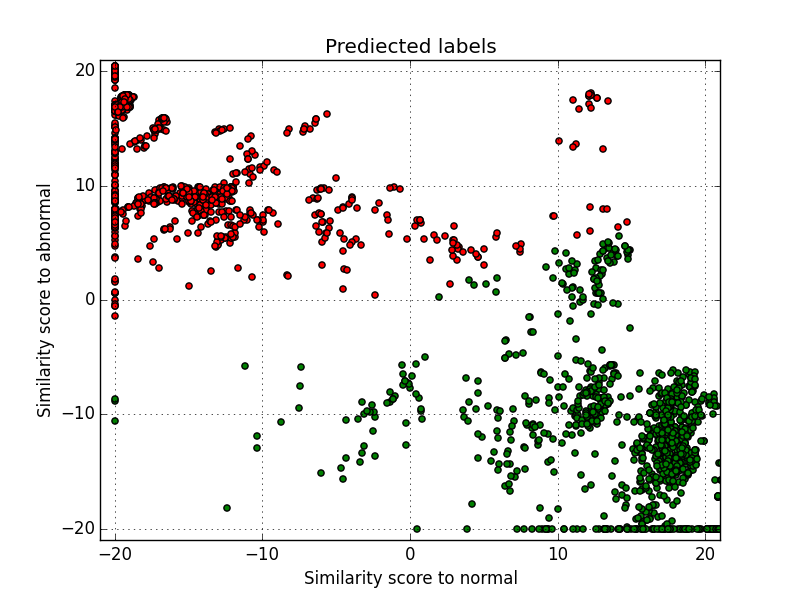 Prediected labels
20
10
0
−10
−20
Similarity score to abnormal
−20 −10 0 10 20
Similarity score to normal